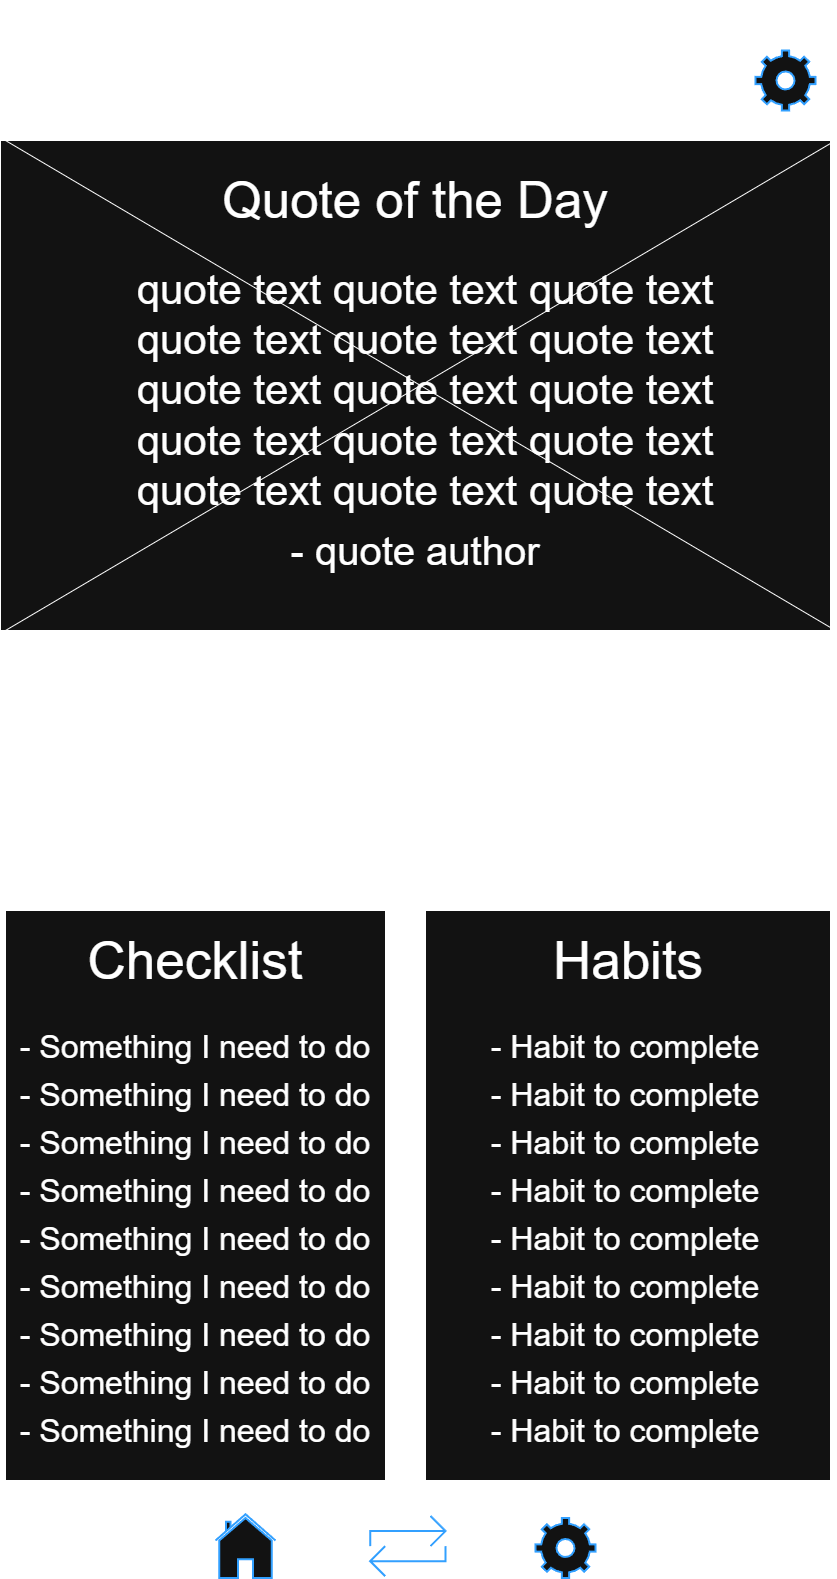 Quote of the Day
quote text quote text quote text
quote text quote text quote text
quote text quote text quote text
quote text quote text quote text
quote text quote text quote text
- quote author
Checklist
- Something I need to do
- Something I need to do
- Something I need to do
- Something I need to do
- Something I need to do
- Something I need to do
- Something I need to do
- Something I need to do
- Something I need to do
Habits
- Habit to complete
- Habit to complete
- Habit to complete
- Habit to complete
- Habit to complete
- Habit to complete
- Habit to complete
- Habit to complete
- Habit to complete